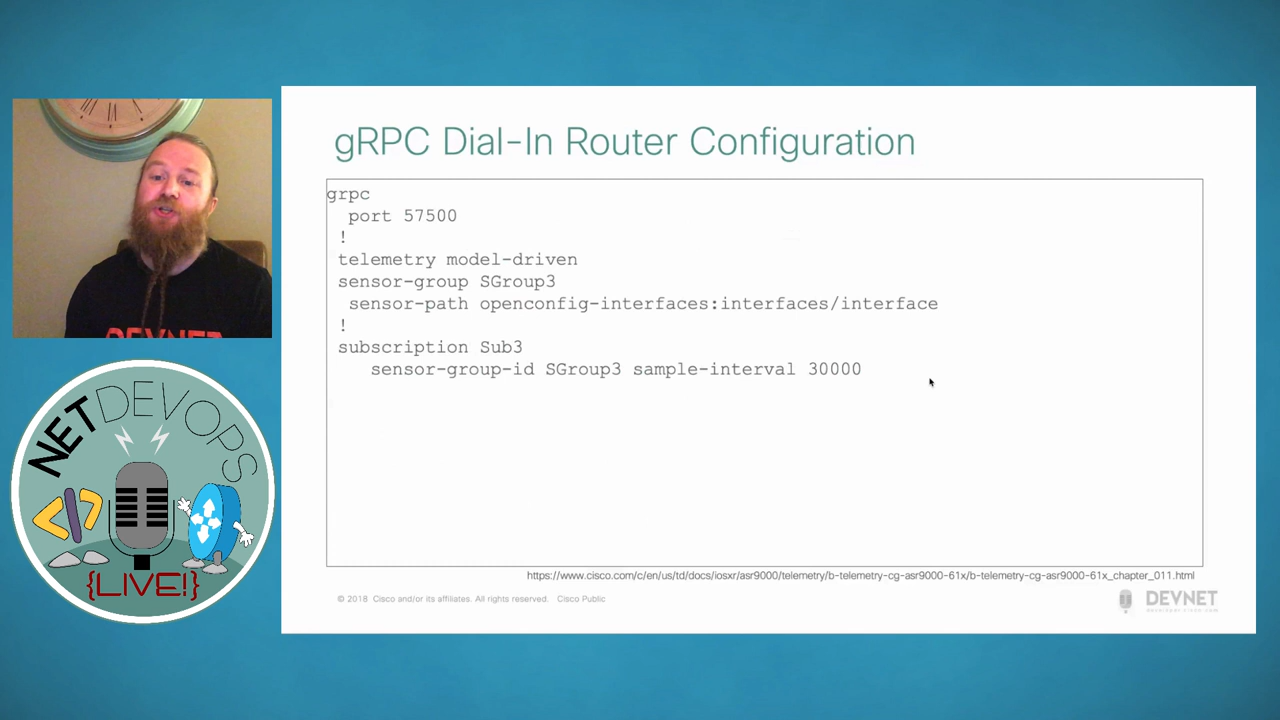 gRPC Dial-In Router Configuration
grpc
port 57500
!
telemetry model-driven
sensor-group SGroup3
sensor-path openconfig-interfaces:interfaces/interface
!
subscription Sub3
sensor-group-id SGroup3 sample-interval 30000
https://www.cisco.com/c/en/us/td/docs/iosxr/asr9000/telemetry/b-telemetry-cg-asr9000-61x/b-telemetry-cg-asr9000-61x_chapter_011.html
© 2018 Cisco and/or its affiliates. All rights reserved. Cisco Public
DEVNET
DEVNET
NETDEVOPS
</>
{LIVE!}